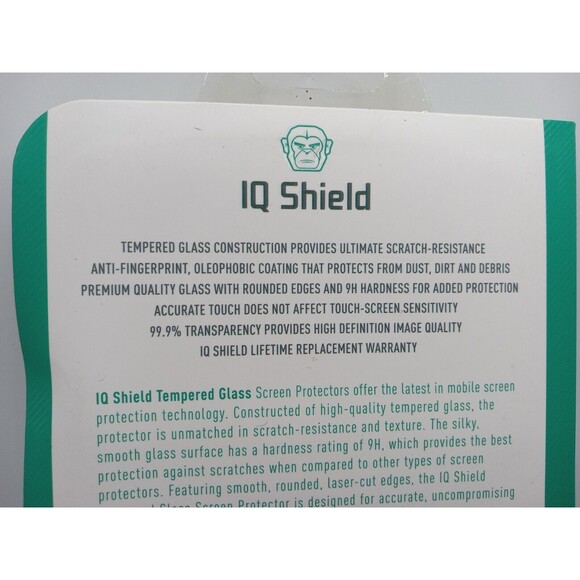 IQ Shield
TEMPERED GLASS CONSTRUCTION PROVIDES ULTIMATE SCRATCH-RESISTANCE
ANTI-FINGERPRINT, OLEOPHOBIC COATING THAT PROTECTS FROM DUST, DIRT AND DEBRIS
PREMIUM QUALITY GLASS WITH ROUNDED EDGES AND 9H HARDNESS FOR ADDED PROTECTION
ACCURATE TOUCH DOES NOT AFFECT TOUCH-SCREEN SENSITIVITY
99.9% TRANSPARENCY PROVIDES HIGH DEFINITION IMAGE QUALITY
IQ SHIELD LIFETIME REPLACEMENT WARRANTY
IQ Shield Tempered Glass Screen Protectors offer the latest in mobile screen
protection technology. Constructed of high-quality tempered glass, the
protector is unmatched in scratch-resistance and texture. The silky,
smooth glass surface has a hardness rating of 9H, which provides the best
protection against scratches when compared to other types of screen
protectors. Featuring smooth, rounded, laser-cut edges, the IQ Shield
Glass Screen Protector is designed for accurate, uncompromising